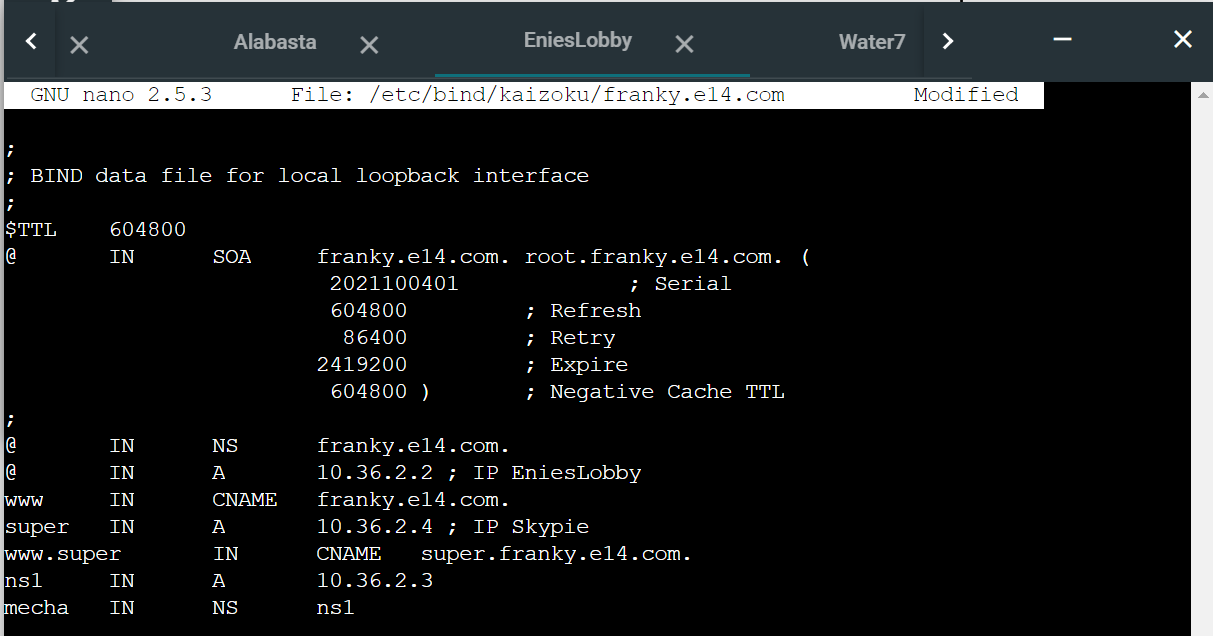 Alabasta EniesLobby Water7
GNU nano 2.5.3 File: /etc/bind/kaizoku/franky.e14.com Modified
;
; BIND data file for local loopback interface
;
$TTL 604800
@ IN SOA franky.e14.com. root.franky.e14.com. (
2021100401 ; Serial
604800 ; Refresh
86400 ; Retry
2419200 ; Expire
604800 ) ; Negative Cache TTL
;
@ IN NS franky.e14.com.
@ IN A 10.36.2.2 ; IP EniesLobby
www IN CNAME franky.e14.com.
super IN A 10.36.2.4 ; IP Skypie
www.super IN CNAME super.franky.e14.com.
ns1 IN A 10.36.2.3
mecha IN NS ns1